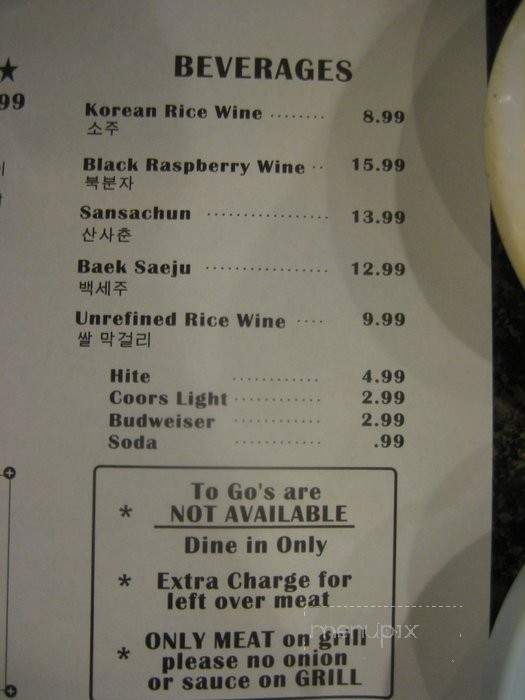 ★
99
BEVERAGES
Korean Rice Wine ········ 8.99
소주
Black Raspberry Wine ·· 15.99
북분자
Sansachun ················· 13.99
산사춘
Baek Saeju ················· 12.99
백세주
Unrefined Rice Wine ···· 9.99
쌀 막걸리
Hite ············ 4.99
Coors Light ············ 2.99
Budweiser ············ 2.99
Soda ············ .99
To Go's are
* NOT AVAILABLE
Dine in Only
* Extra Charge for
left over meat
menupix
* ONLY MEAT on grill
please no onion
or sauce on GRILL